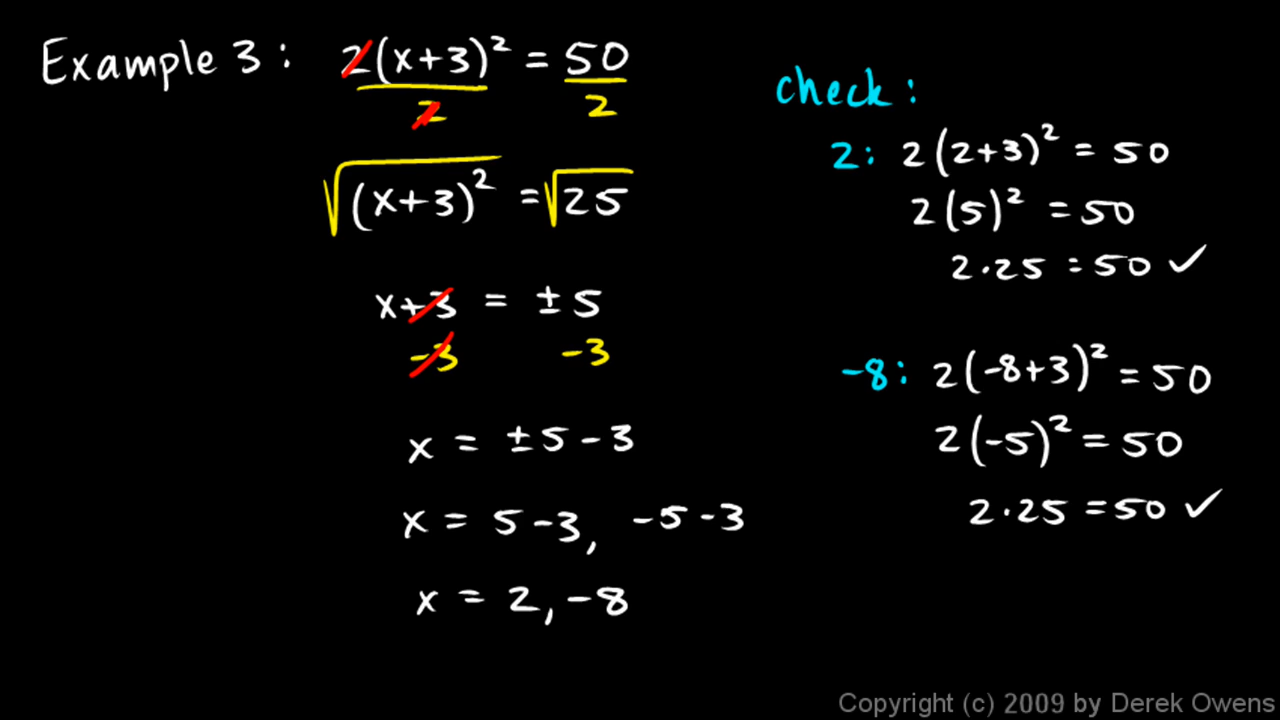 Example 3: 2(x+3)² = 50
2 2
√(x+3)² = √25
x+3 = ±5
-3 -3
x = ±5-3
x = 5-3, -5-3
x = 2, -8
check:
2: 2(2+3)² = 50
2(5)² = 50
2·25 = 50 ✓
-8: 2(-8+3)² = 50
2(-5)² = 50
2·25 = 50 ✓
Copyright (c) 2009 by Derek Owens